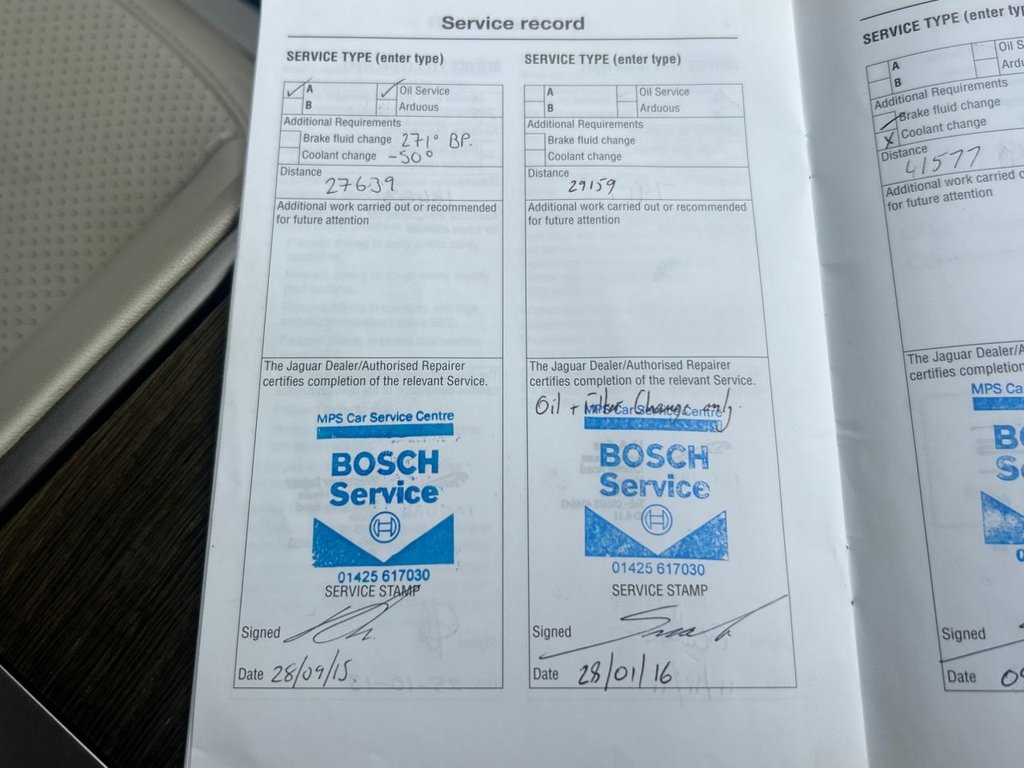 Service record
SERVICE TYPE (enter type)
✓ A ✓ Oil Service
B Arduous
Additional Requirements
Brake fluid change 271° BP.
Coolant change -50°
Distance
27639
Additional work carried out or recommended
for future attention
The Jaguar Dealer/Authorised Repairer
certifies completion of the relevant Service.
MPS Car Service Centre
BOSCH
Service
01425 617030
SERVICE STAMP
Signed
Date 28/09/15
SERVICE TYPE (enter type)
A Oil Service
B Arduous
Additional Requirements
Brake fluid change
Coolant change
Distance
29159
Additional work carried out or recommended
for future attention
The Jaguar Dealer/Authorised Repairer
certifies completion of the relevant Service.
Oil + Filter Change only.
MPS Car Service Centre
BOSCH
Service
01425 617030
SERVICE STAMP
Signed
Date 28/01/16
SERVICE TYPE (enter typ
A Oil S
B Ardu
Additional Requirements
Brake fluid change
Coolant change
Distance
41577
Additional work carried o
for future attention
The Jaguar Dealer/A
certifies completion
MPS Ca
B
S
0
Signed
Date